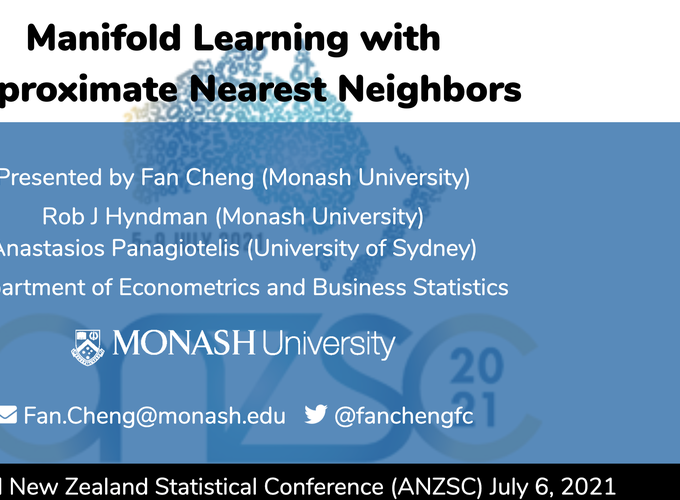 Manifold Learning with
proximate Nearest Neighbors
Presented by Fan Cheng (Monash University)
Rob J Hyndman (Monash University)
Anastasios Panagiotelis (University of Sydney)
artment of Econometrics and Business Statistics
MONASH University
anzsc
20
21
Fan.Cheng@monash.edu @fanchengfc
New Zealand Statistical Conference (ANZSC) July 6, 2021